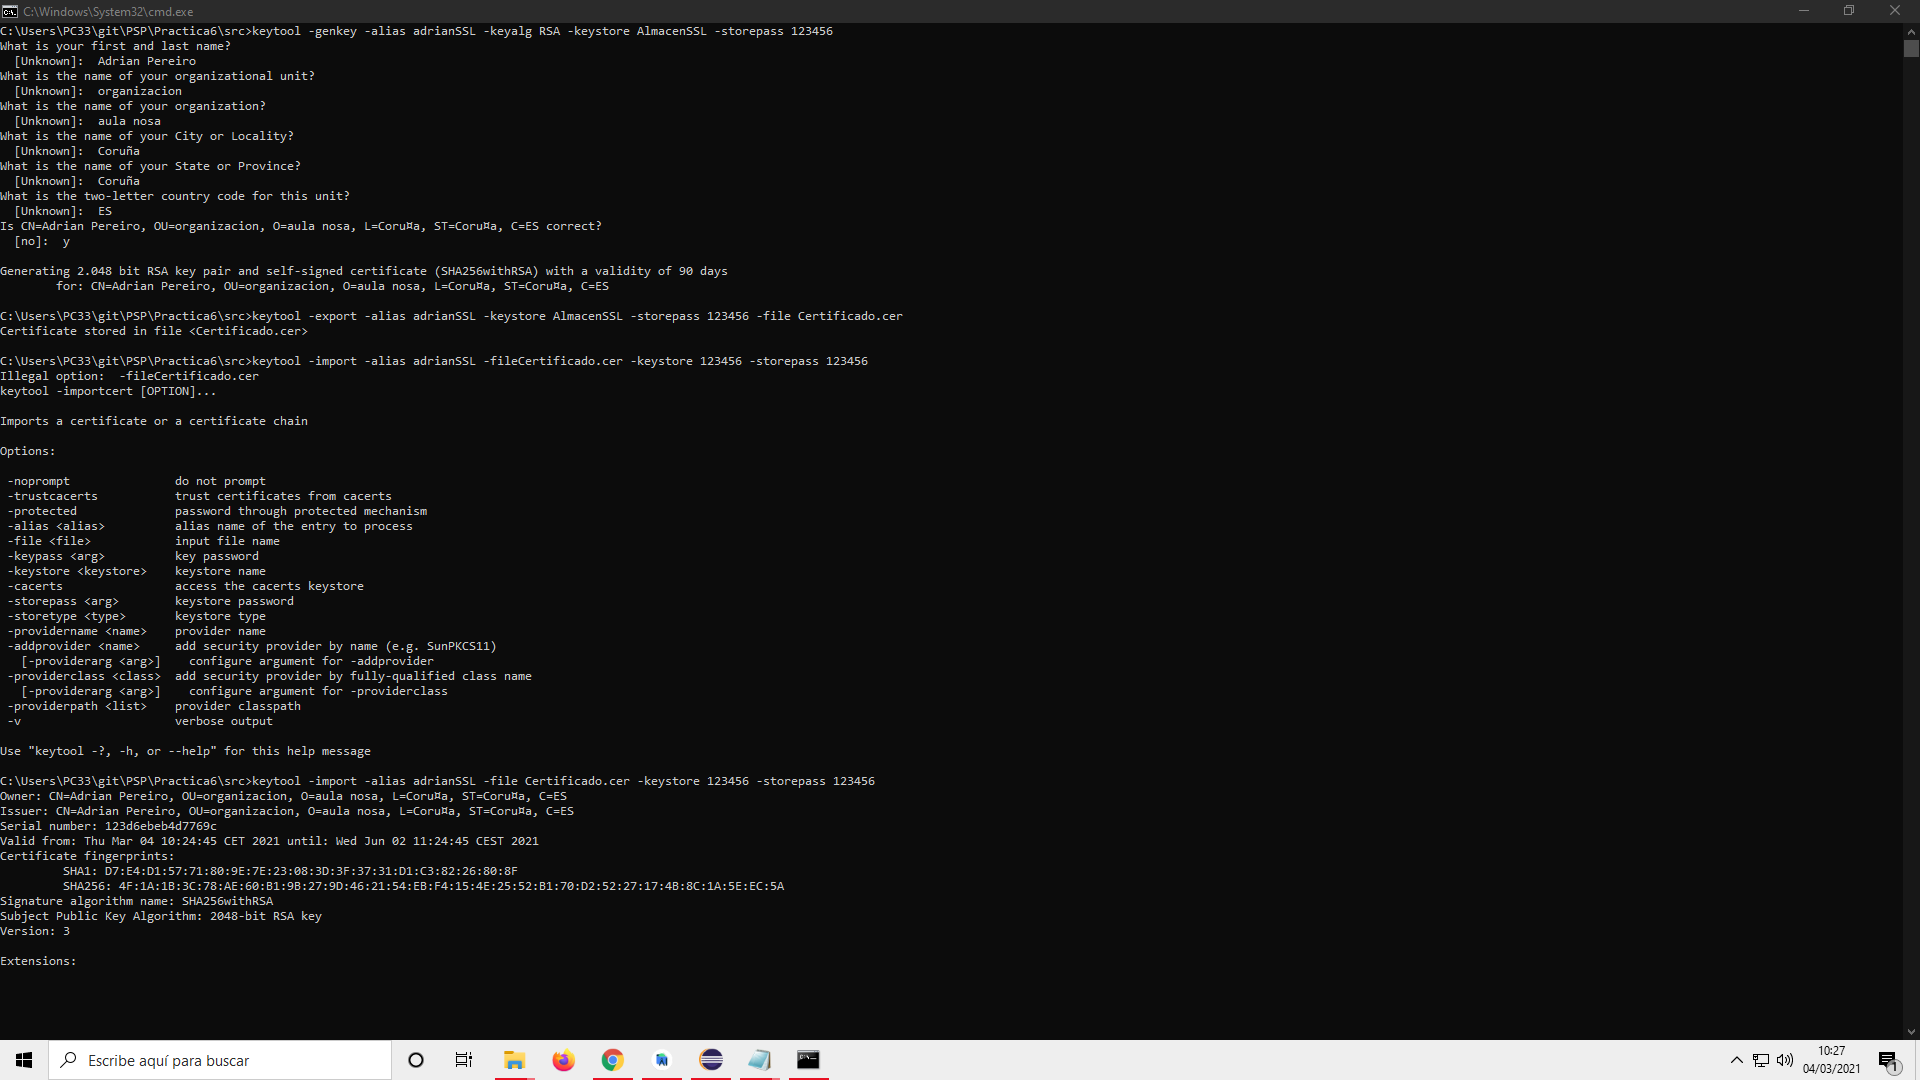 C:\Windows\System32\cmd.exe
C:\Users\PC33\git\PSP\Practica6\src>keytool -genkey -alias adrianSSL -keyalg RSA -keystore AlmacenSSL -storepass 123456
What is your first and last name?
  [Unknown]:  Adrian Pereiro
What is the name of your organizational unit?
  [Unknown]:  organizacion
What is the name of your organization?
  [Unknown]:  aula nosa
What is the name of your City or Locality?
  [Unknown]:  Coruña
What is the name of your State or Province?
  [Unknown]:  Coruña
What is the two-letter country code for this unit?
  [Unknown]:  ES
Is CN=Adrian Pereiro, OU=organizacion, O=aula nosa, L=Coru¤a, ST=Coru¤a, C=ES correct?
  [no]:  y
Generating 2.048 bit RSA key pair and self-signed certificate (SHA256withRSA) with a validity of 90 days
        for: CN=Adrian Pereiro, OU=organizacion, O=aula nosa, L=Coru¤a, ST=Coru¤a, C=ES
C:\Users\PC33\git\PSP\Practica6\src>keytool -export -alias adrianSSL -keystore AlmacenSSL -storepass 123456 -file Certificado.cer
Certificate stored in file <Certificado.cer>
C:\Users\PC33\git\PSP\Practica6\src>keytool -import -alias adrianSSL -fileCertificado.cer -keystore 123456 -storepass 123456
Illegal option:  -fileCertificado.cer
keytool -importcert [OPTION]...
Imports a certificate or a certificate chain
Options:
 -noprompt               do not prompt
 -trustcacerts           trust certificates from cacerts
 -protected              password through protected mechanism
 -alias <alias>          alias name of the entry to process
 -file <file>            input file name
 -keypass <arg>          key password
 -keystore <keystore>    keystore name
 -cacerts                access the cacerts keystore
 -storepass <arg>        keystore password
 -storetype <type>       keystore type
 -providername <name>    provider name
 -addprovider <name>     add security provider by name (e.g. SunPKCS11)
   [-providerarg <arg>]    configure argument for -addprovider
 -providerclass <class>  add security provider by fully-qualified class name
   [-providerarg <arg>]    configure argument for -providerclass
 -providerpath <list>    provider classpath
 -v                      verbose output
Use "keytool -?, -h, or --help" for this help message
C:\Users\PC33\git\PSP\Practica6\src>keytool -import -alias adrianSSL -file Certificado.cer -keystore 123456 -storepass 123456
Owner: CN=Adrian Pereiro, OU=organizacion, O=aula nosa, L=Coru¤a, ST=Coru¤a, C=ES
Issuer: CN=Adrian Pereiro, OU=organizacion, O=aula nosa, L=Coru¤a, ST=Coru¤a, C=ES
Serial number: 123d6ebeb4d7769c
Valid from: Thu Mar 04 10:24:45 CET 2021 until: Wed Jun 02 11:24:45 CEST 2021
Certificate fingerprints:
         SHA1: D7:E4:D1:57:71:80:9E:7E:23:08:3D:3F:37:31:D1:C3:82:26:80:8F
         SHA256: 4F:1A:1B:3C:78:AE:60:B1:9B:27:9D:46:21:54:EB:F4:15:4E:25:52:B1:70:D2:52:27:17:4B:8C:1A:5E:EC:5A
Signature algorithm name: SHA256withRSA
Subject Public Key Algorithm: 2048-bit RSA key
Version: 3
Extensions:
Escribe aquí para buscar
10:27
04/03/2021
1